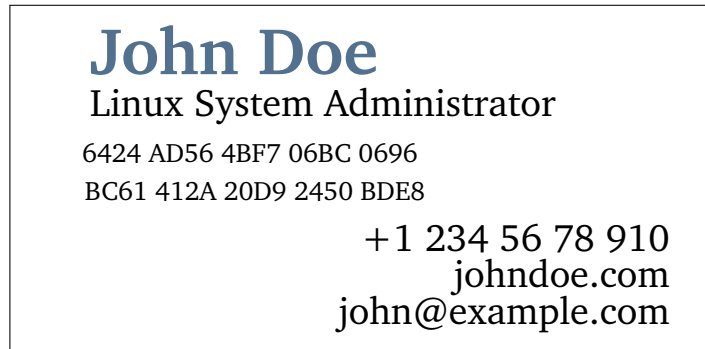 John Doe
Linux System Administrator
6424 AD56 4BF7 06BC 0696
BC61 412A 20D9 2450 BDE8
+1 234 56 78 910
johndoe.com
john@example.com